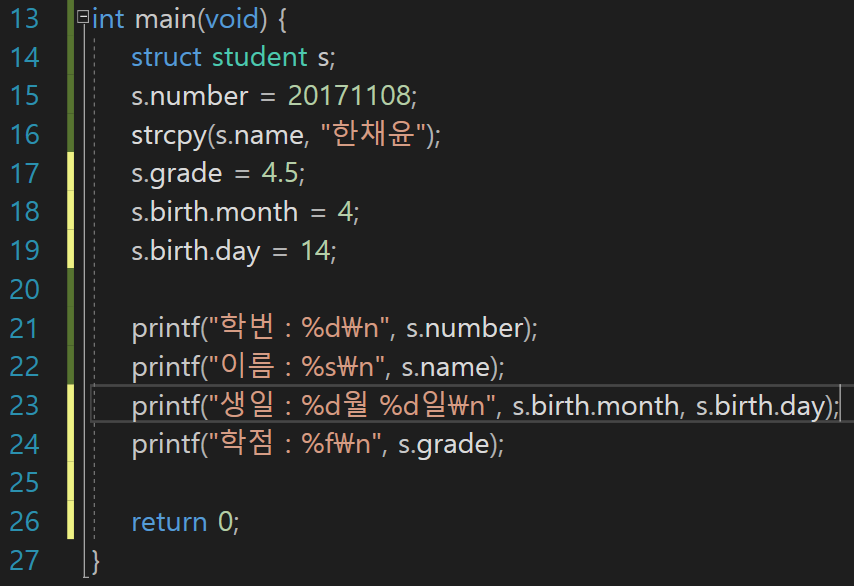 13 int main(void) {
14 struct student s;
15 s.number = 20171108;
16 strcpy(s.name, "한채윤");
17 s.grade = 4.5;
18 s.birth.month = 4;
19 s.birth.day = 14;
20
21 printf("학번 : %d₩n", s.number);
22 printf("이름 : %s₩n", s.name);
23 printf("생일 : %d월 %d일₩n", s.birth.month, s.birth.day);
24 printf("학점 : %f₩n", s.grade);
25
26 return 0;
27 }